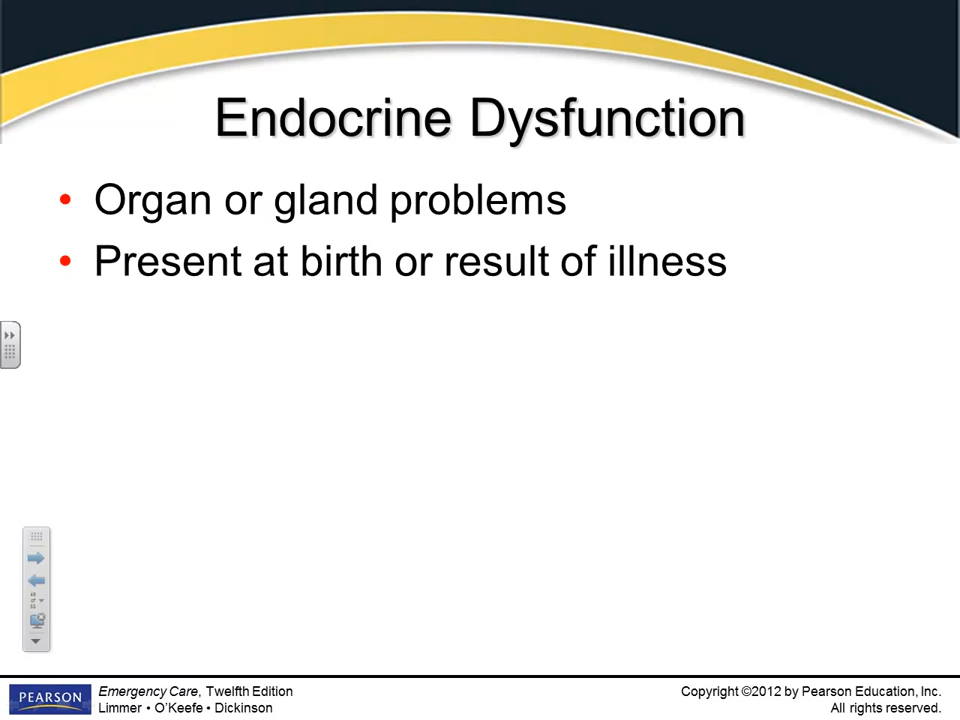 Endocrine Dysfunction
• Organ or gland problems
• Present at birth or result of illness
PEARSON
Emergency Care, Twelfth Edition
Limmer • O’Keefe • Dickinson
Copyright ©2012 by Pearson Education, Inc.
All rights reserved.